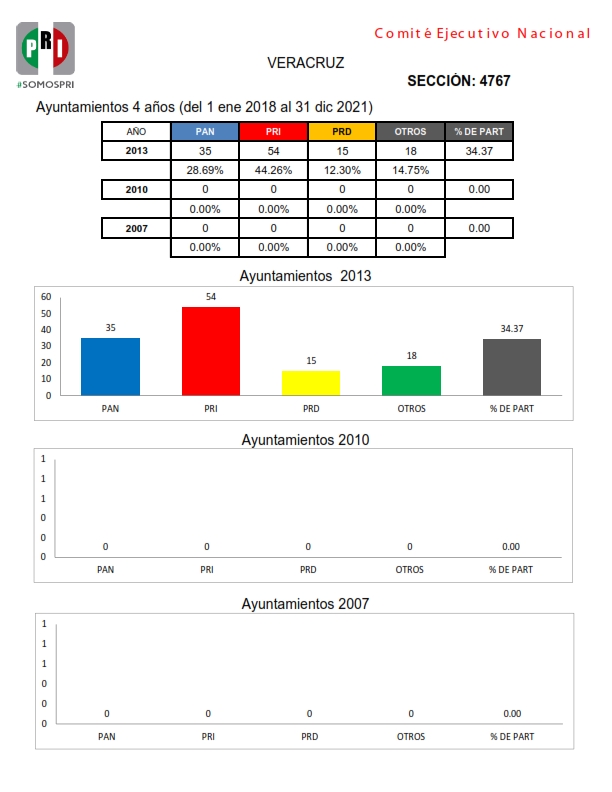 PRI
#SOMOSPRI
Comité Ejecutivo Nacional
VERACRUZ
SECCIÓN: 4767
Ayuntamientos 4 años (del 1 ene 2018 al 31 dic 2021)
AÑO PAN PRI PRD OTROS % DE PART
2013 35 54 15 18 34.37
28.69% 44.26% 12.30% 14.75%
2010 0 0 0 0 0.00
0.00% 0.00% 0.00% 0.00%
2007 0 0 0 0 0.00
0.00% 0.00% 0.00% 0.00%
Ayuntamientos 2013
60
50
40
30
20
10
0
35 54 15 18 34.37
PAN PRI PRD OTROS % DE PART
Ayuntamientos 2010
1
1
1
0
0
0
0 0 0 0 0.00
PAN PRI PRD OTROS % DE PART
Ayuntamientos 2007
1
1
1
0
0
0
0 0 0 0 0.00
PAN PRI PRD OTROS % DE PART